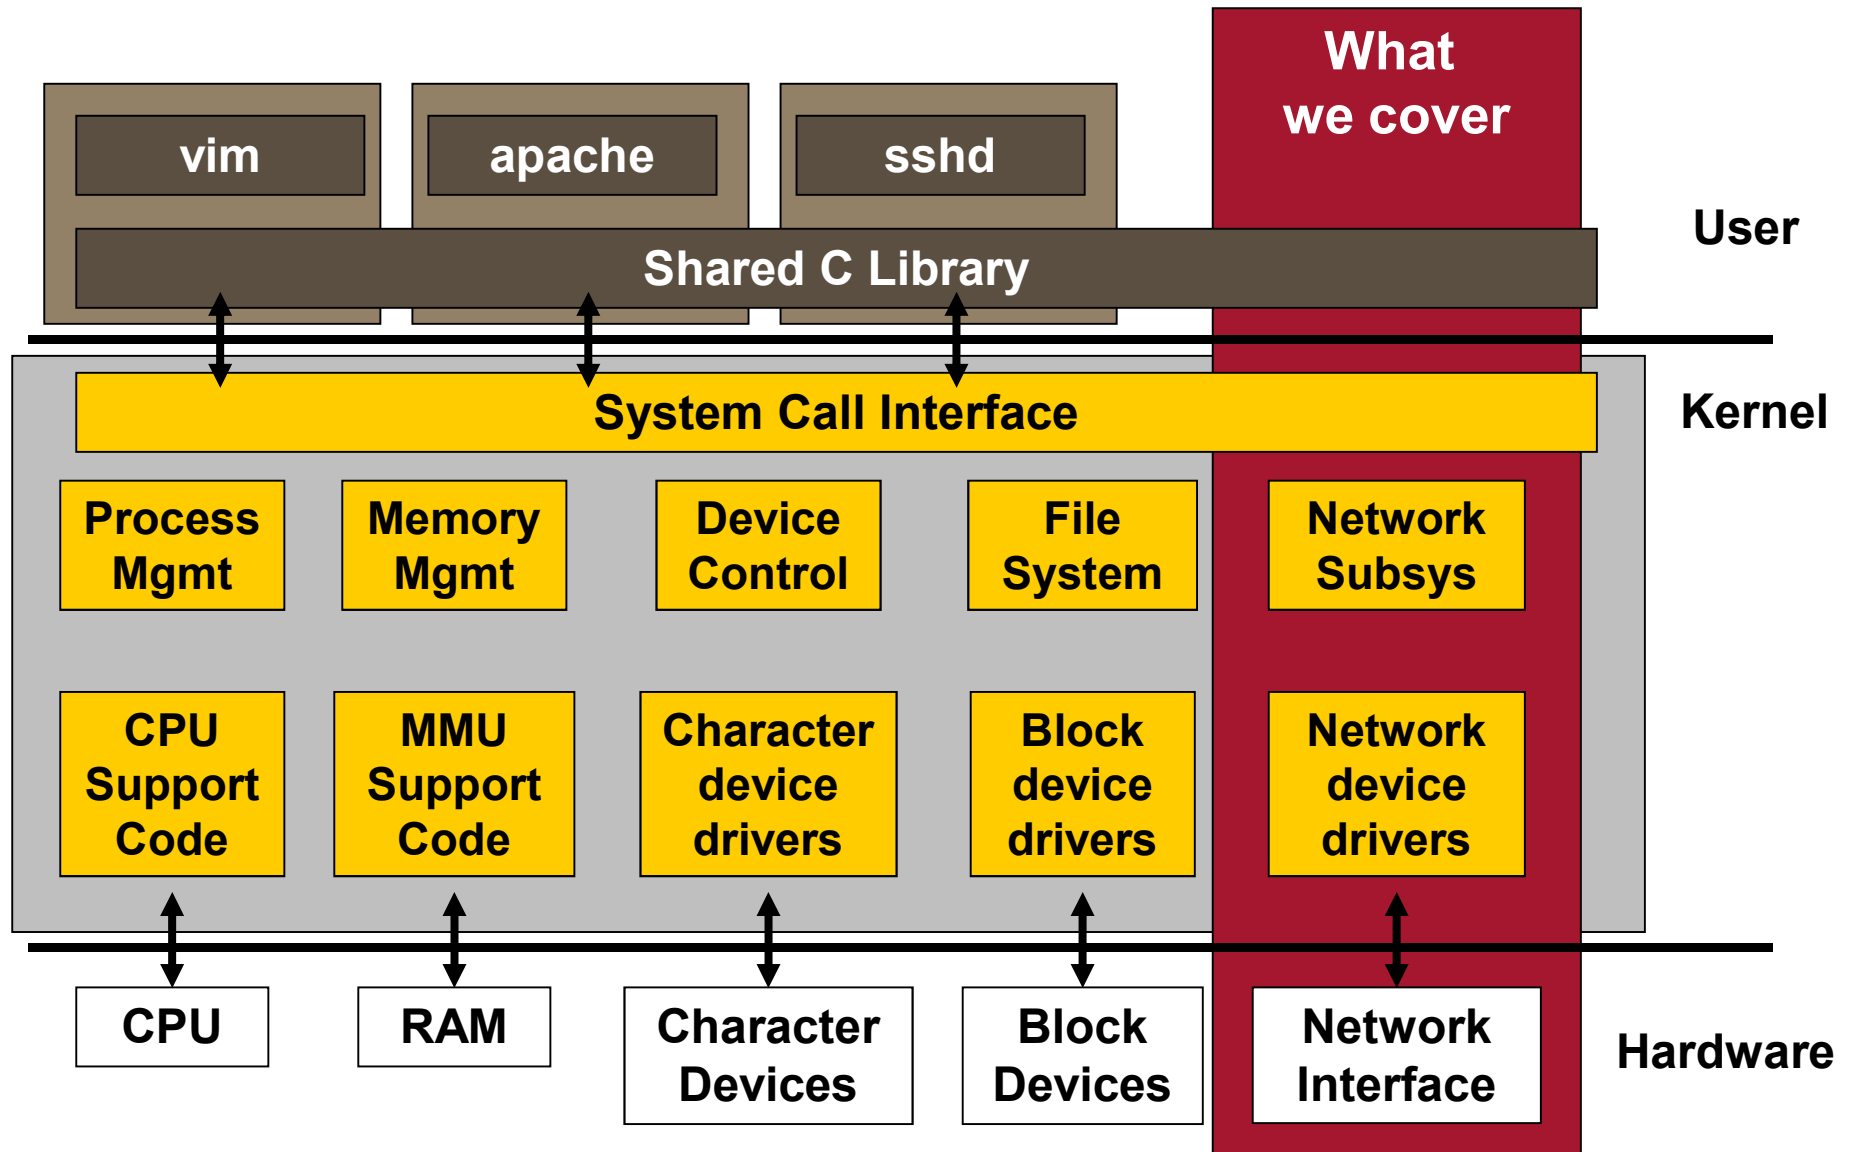 What
we cover
vim
apache
sshd
User
Shared C Library
System Call Interface
Kernel
Process
Mgmt
Memory
Mgmt
Device
Control
File
System
Network
Subsys
CPU
Support
Code
MMU
Support
Code
Character
device
drivers
Block
device
drivers
Network
device
drivers
CPU
RAM
Character
Devices
Block
Devices
Network
Interface
Hardware